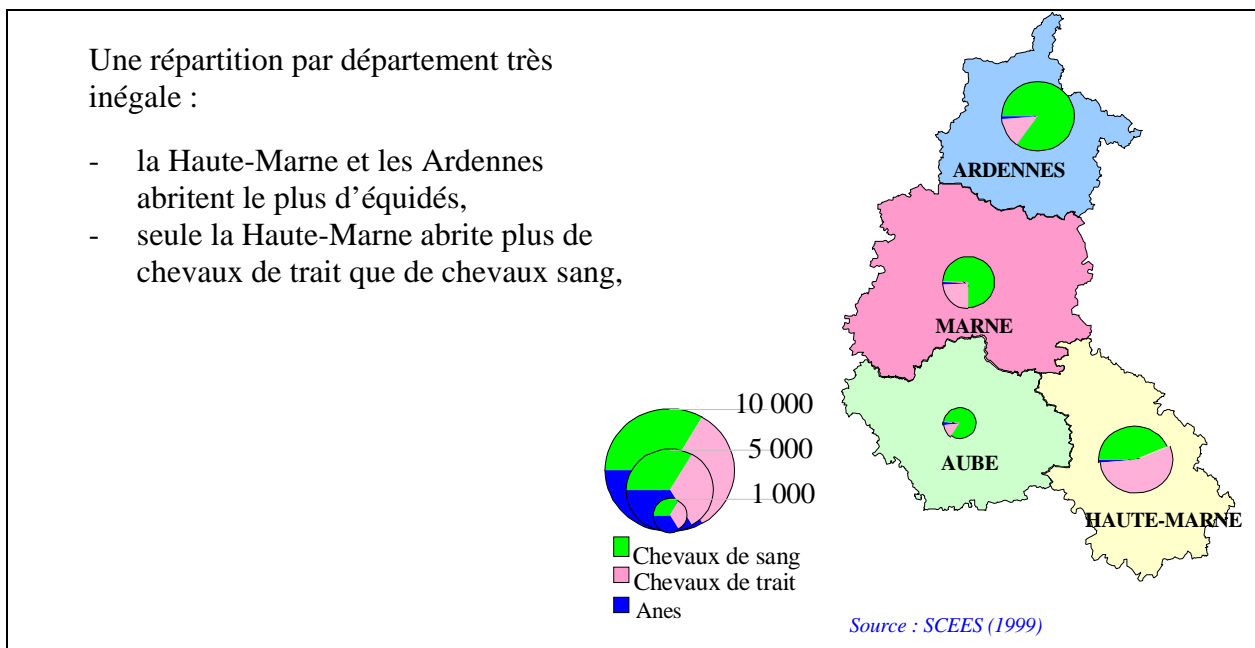 Une répartition par département très
inégale :
- la Haute-Marne et les Ardennes
abritent le plus d’équidés,
- seule la Haute-Marne abrite plus de
chevaux de trait que de chevaux sang,
ARDENNES
MARNE
AUBE
HAUTE-MARNE
10 000
5 000
1 000
Chevaux de sang
Chevaux de trait
Anes
Source : SCEES (1999)